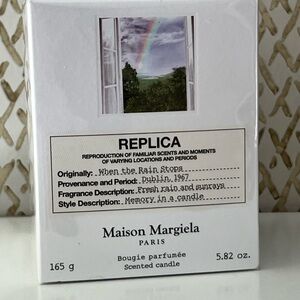 REPLICA
REPRODUCTION OF FAMILIAR SCENTS AND MOMENTS
OF VARYING LOCATIONS AND PERIODS
Originally: When the Rain Stops
Provenance and Period: Dublin, 1967
Fragrance Description: Fresh rain and sunrays
Style Description: Memory in a candle
Maison Margiela
PARIS
Bougie parfumée
165 g Scented candle 5.82 oz.